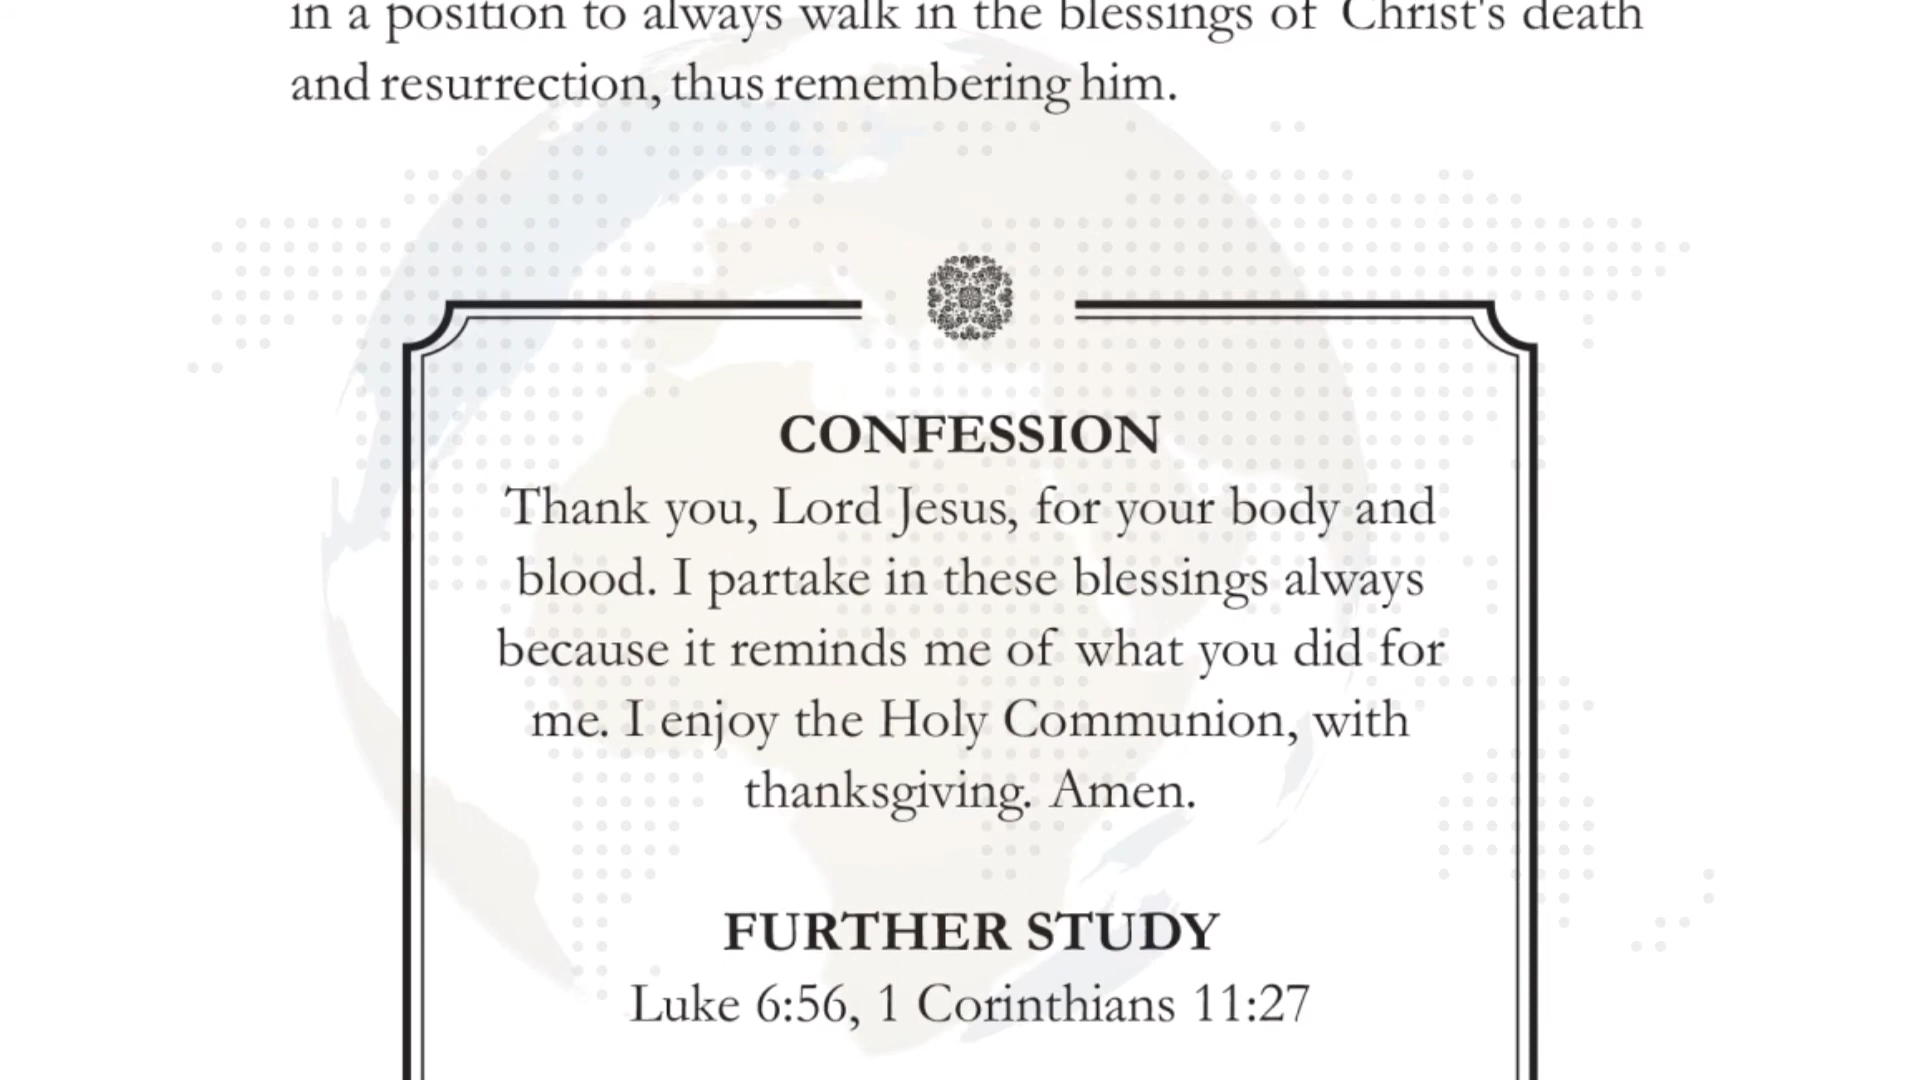 in a position to always walk in the blessings of Christ's death
and resurrection, thus remembering him.
CONFESSION
Thank you, Lord Jesus, for your body and
blood. I partake in these blessings always
because it reminds me of what you did for
me. I enjoy the Holy Communion, with
thanksgiving. Amen.
FURTHER STUDY
Luke 6:56, 1 Corinthians 11:27